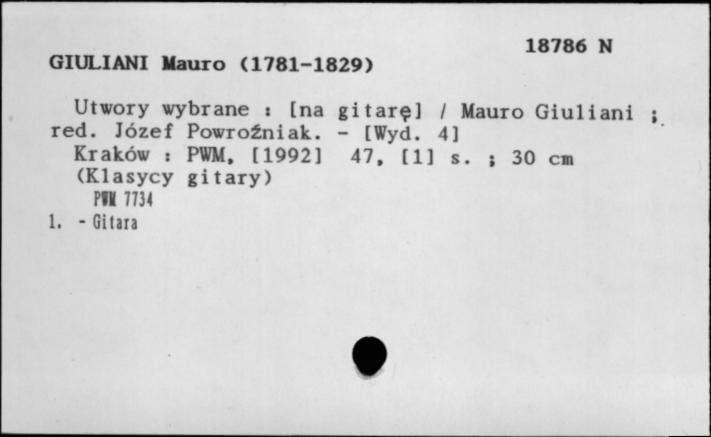 18786 N
GIULIANI Mauro (1781-1829)
Utwory wybrane : [na gitarę] / Mauro Giuliani ;
red. Józef Powroźniak. - [Wyd. 4]
Kraków : PWM, [1992] 47, [1] s. ; 30 cm
(Klasycy gitary)
PWM 7734
1. - Gitara